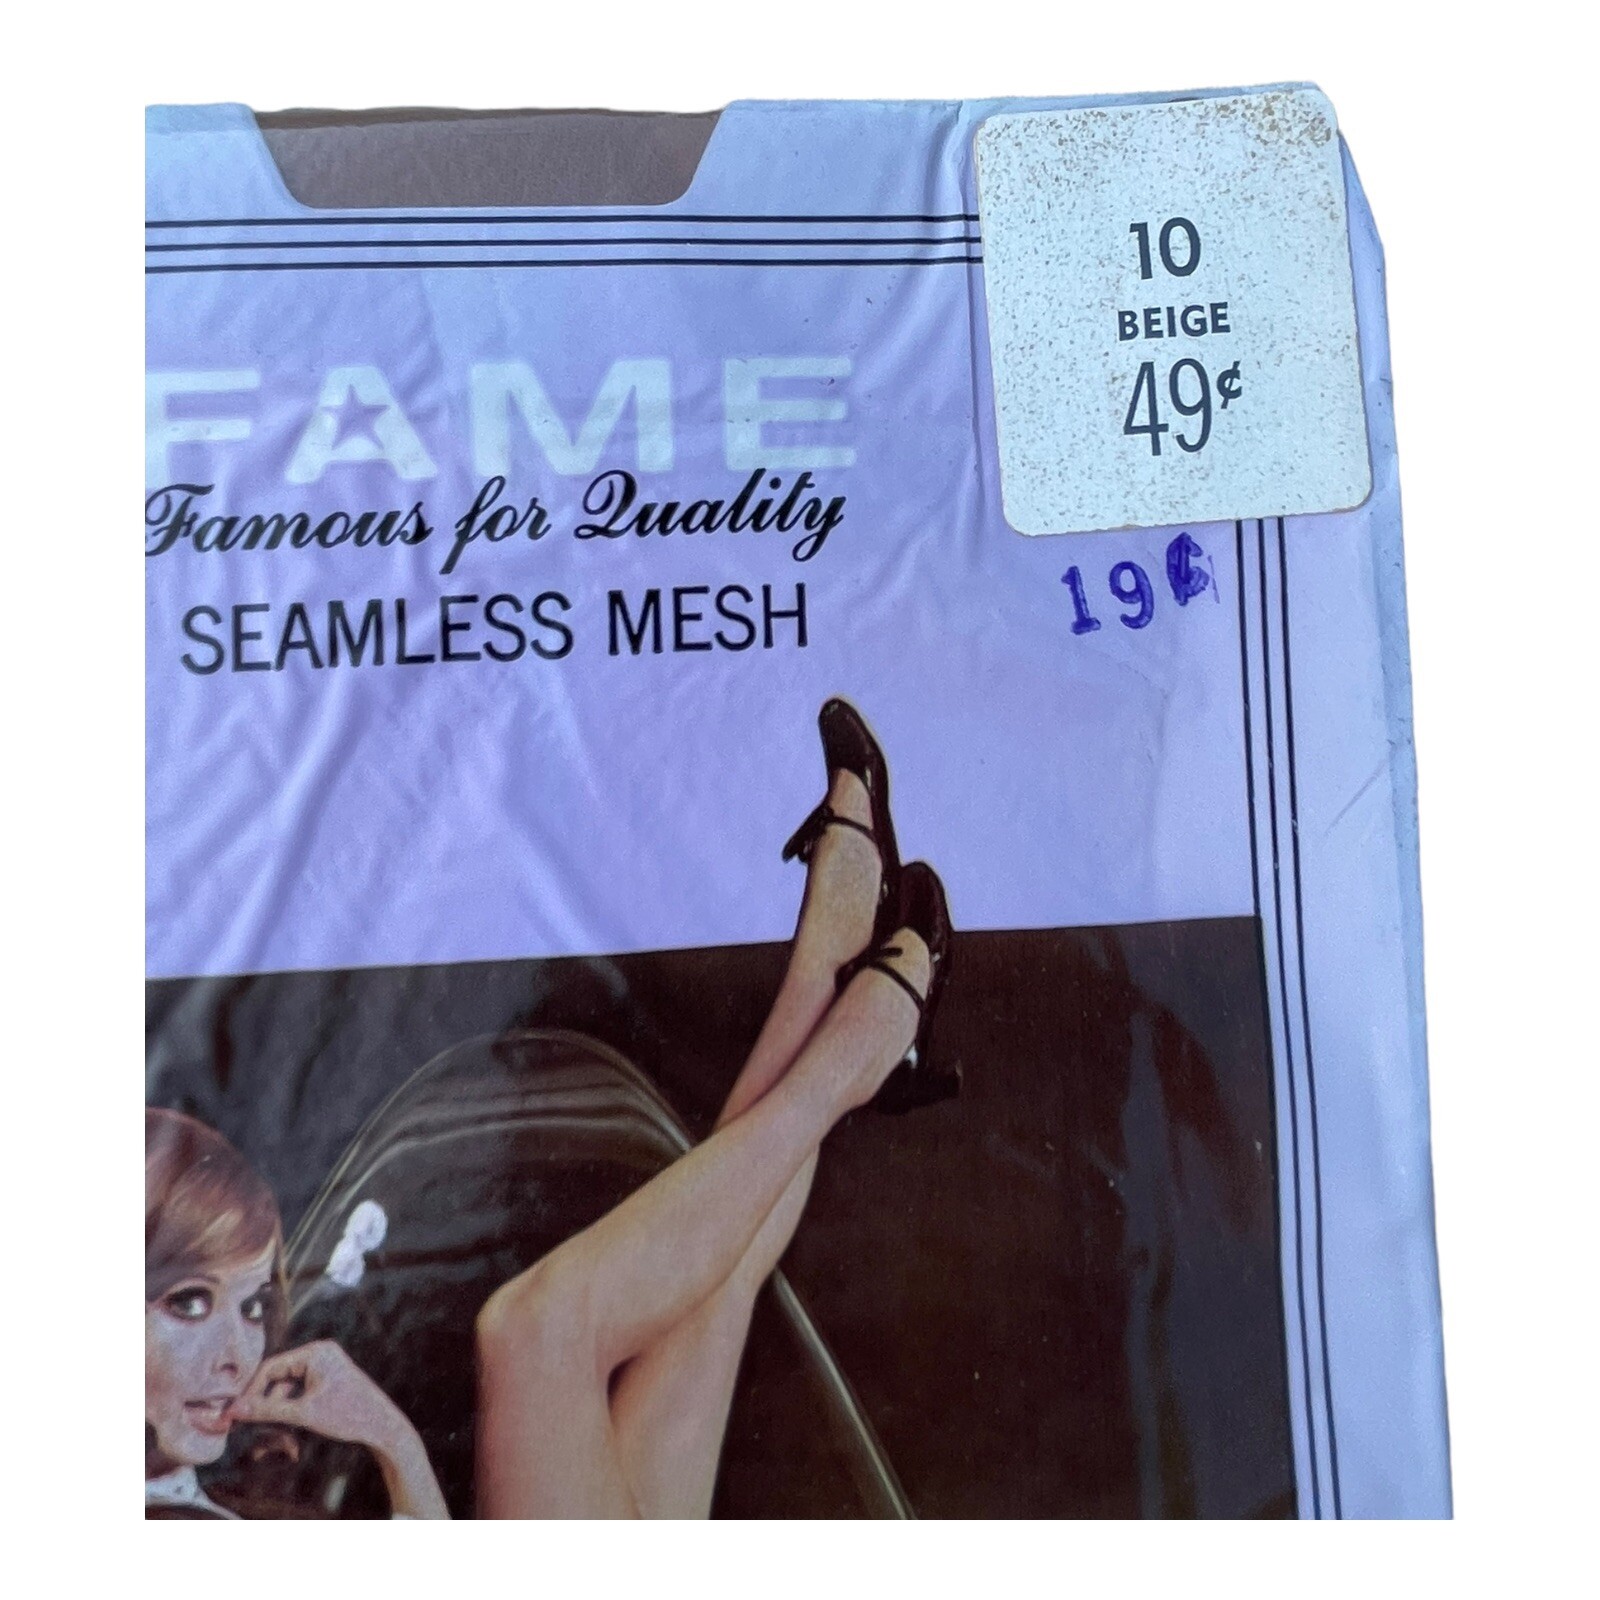 10
BEIGE
49¢
FAME
Famous for Quality
SEAMLESS MESH
19¢